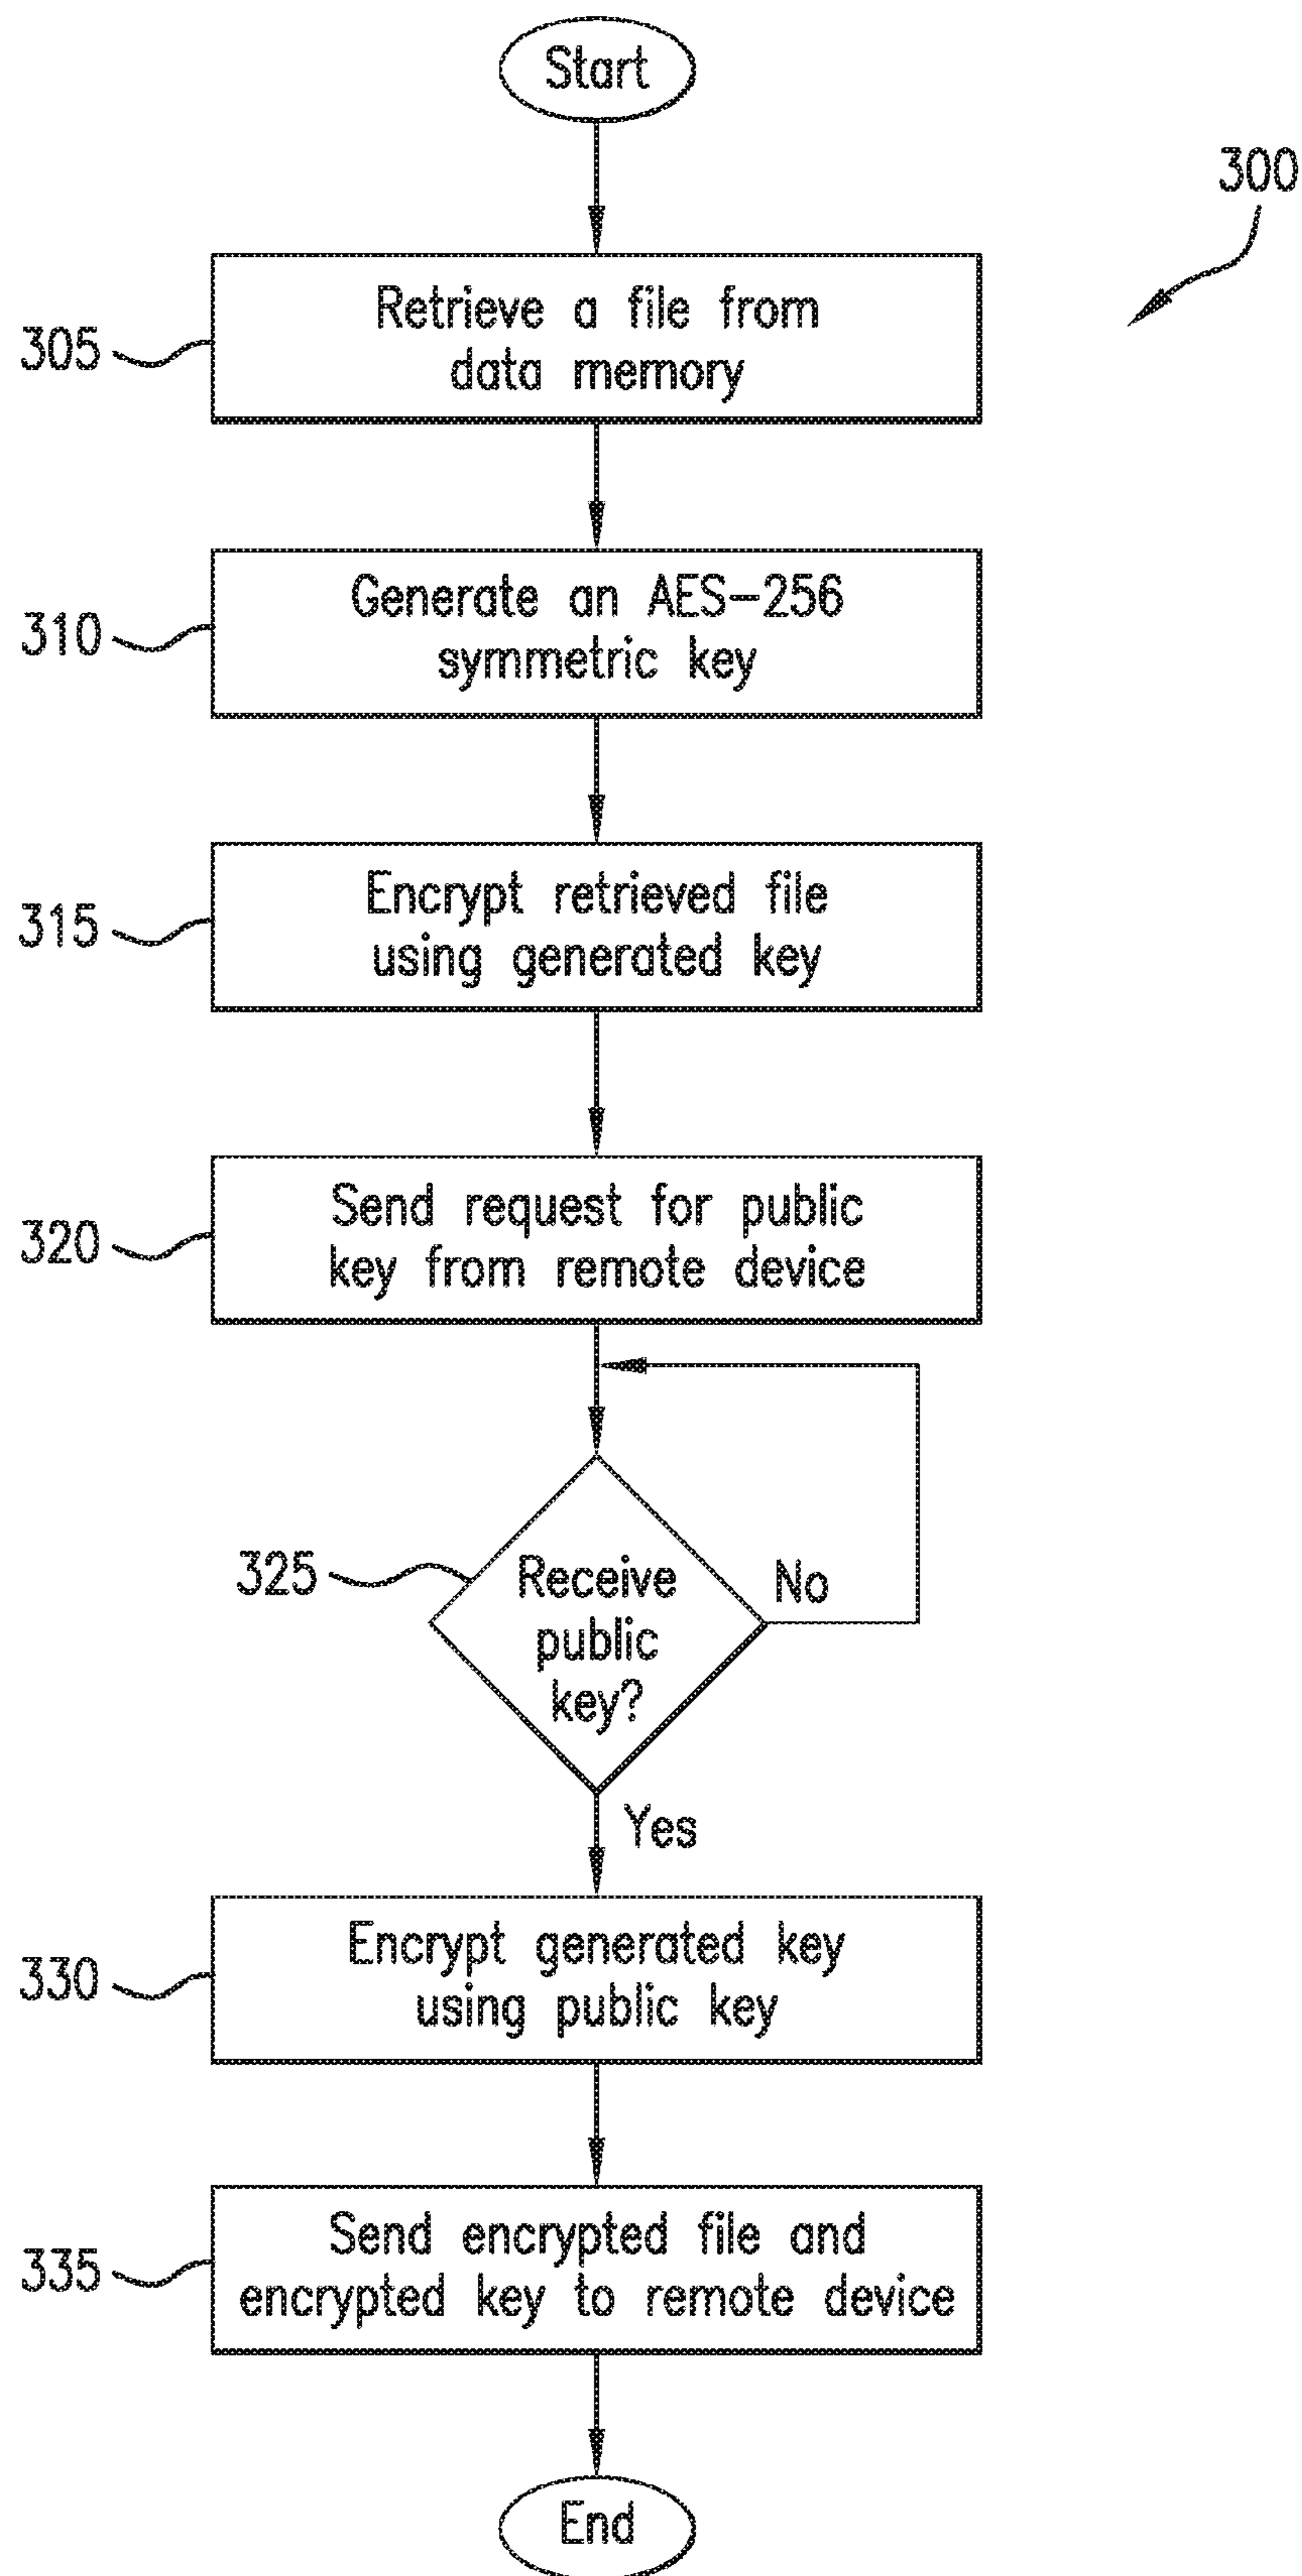 Start
300
305
Retrieve a file from
data memory
310
Generate an AES-256
symmetric key
315
Encrypt retrieved file
using generated key
320
Send request for public
key from remote device
325
Receive
public
key?
No
Yes
330
Encrypt generated key
using public key
335
Send encrypted file and
encrypted key to remote device
End